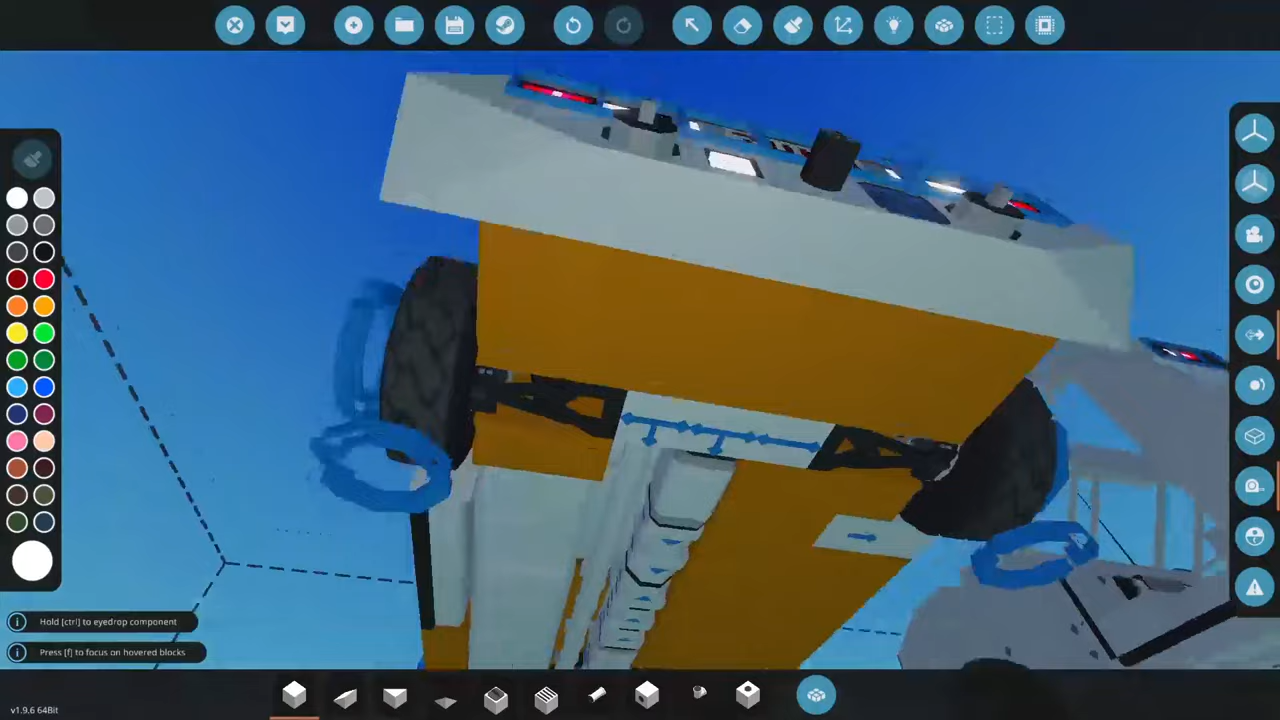 Hold [ctrl] to eyedrop component
Press [f] to focus on hovered blocks
v1.9.6 64Bit